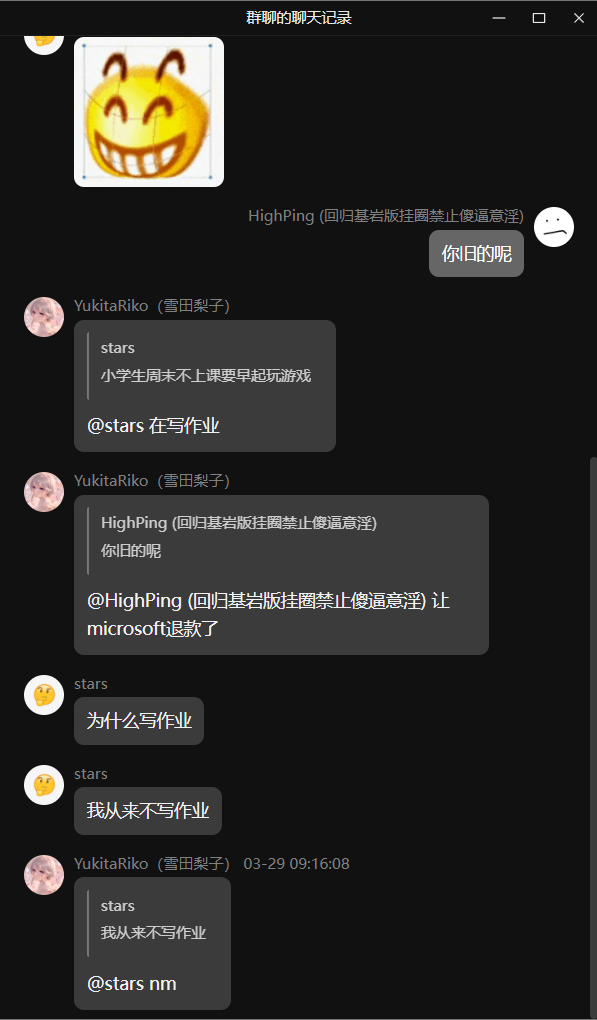 群聊的聊天记录
HighPing (回归基岩版挂圈禁止傻逼意淫)
你旧的呢
YukitaRiko（雪田梨子）
stars
小学生周末不上课要早起玩游戏
@stars 在写作业
YukitaRiko（雪田梨子）
HighPing (回归基岩版挂圈禁止傻逼意淫)
你旧的呢
@HighPing (回归基岩版挂圈禁止傻逼意淫) 让
microsoft退款了
stars
为什么写作业
stars
我从来不写作业
YukitaRiko（雪田梨子） 03-29 09:16:08
stars
我从来不写作业
@stars nm